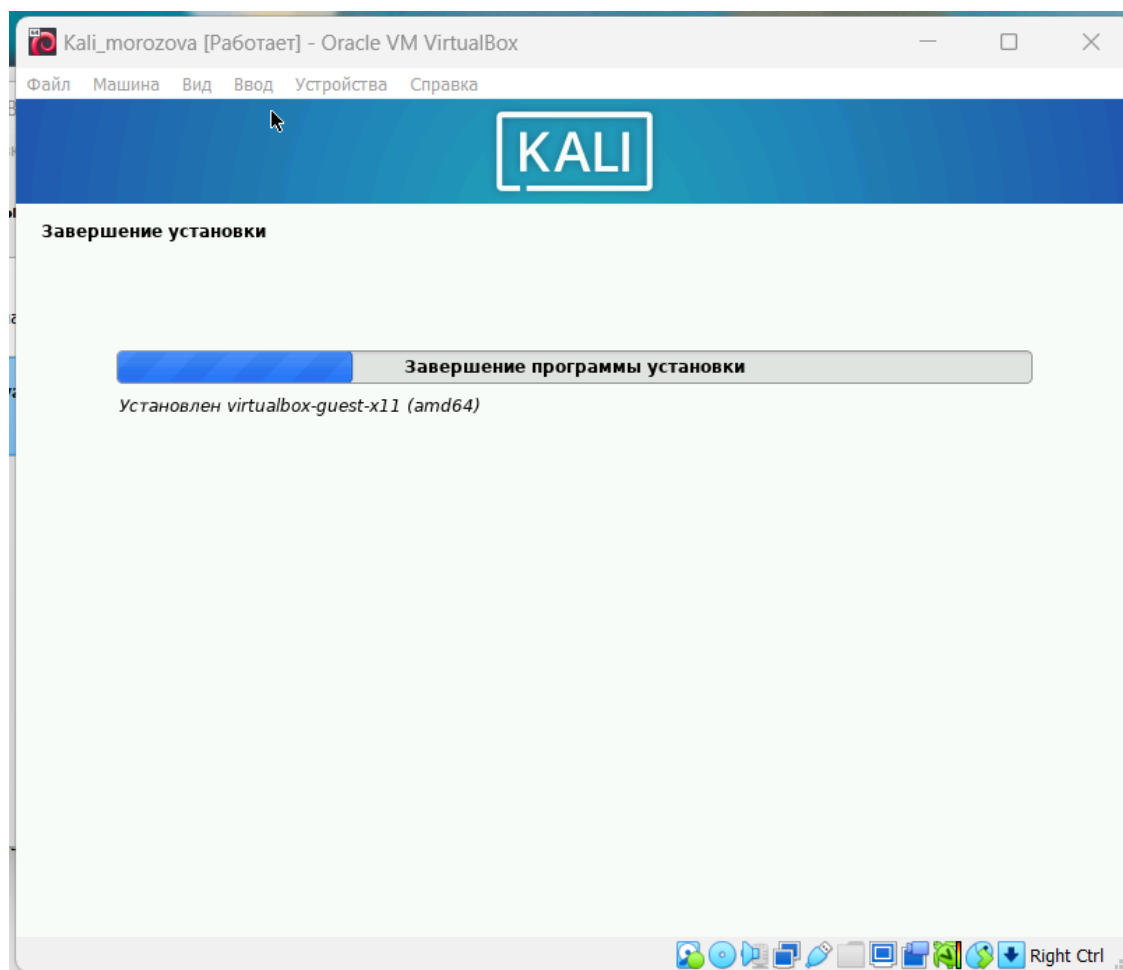 Kali_morozova [Работает] - Oracle VM VirtualBox
Файл Машина Вид Ввод Устройства Справка
KALI
Завершение установки
Завершение программы установки
Установлен virtualbox-guest-x11 (amd64)
Right Ctrl